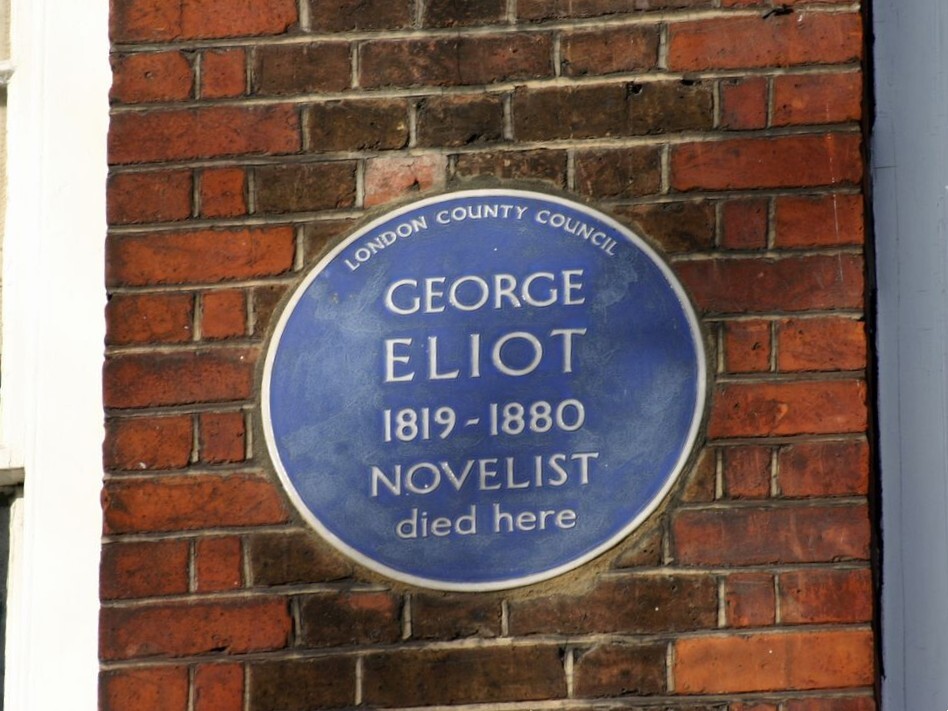 LONDON COUNTY COUNCIL
GEORGE
ELIOT
1819-1880
NOVELIST
died here